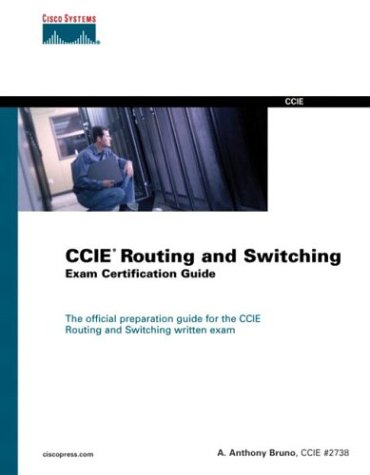 CISCO SYSTEMS
CCIE
CCIE® Routing and Switching
Exam Certification Guide
The official preparation guide for the CCIE
Routing and Switching written exam
ciscopress.com
A. Anthony Bruno, CCIE #2738